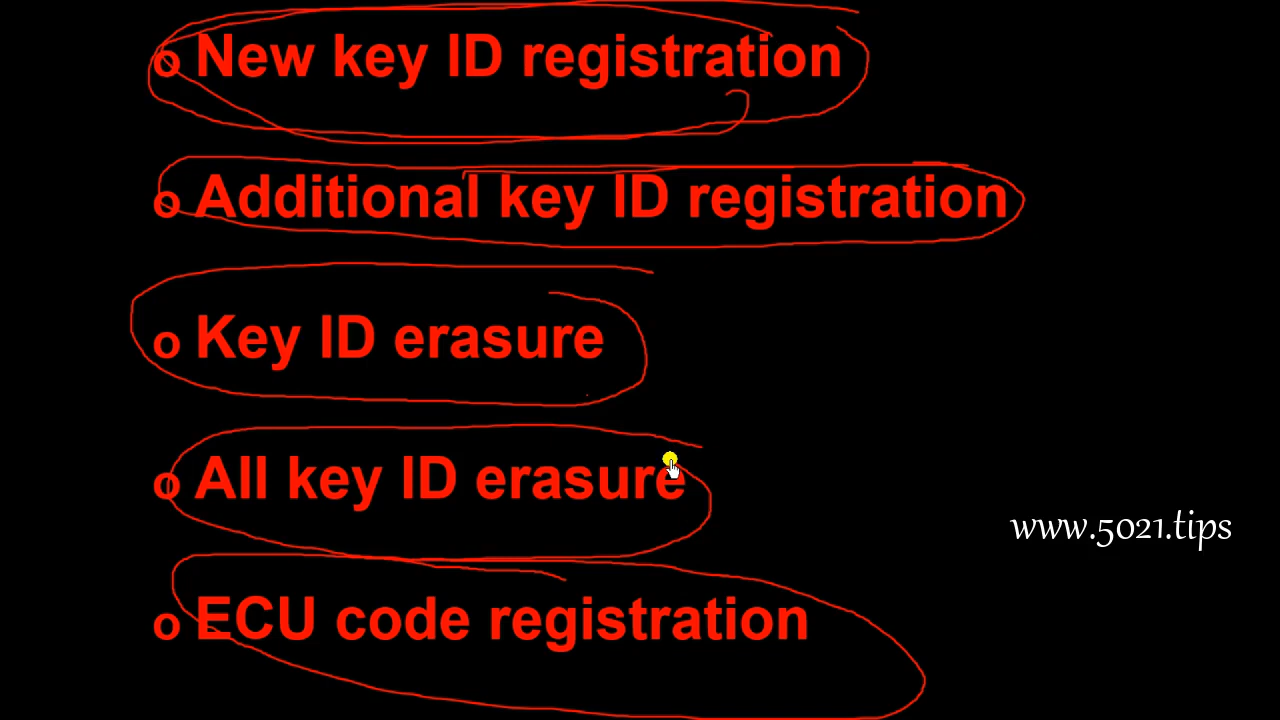 o New key ID registration
o Additional key ID registration
o Key ID erasure
o All key ID erasure
www.5021.tips
o ECU code registration